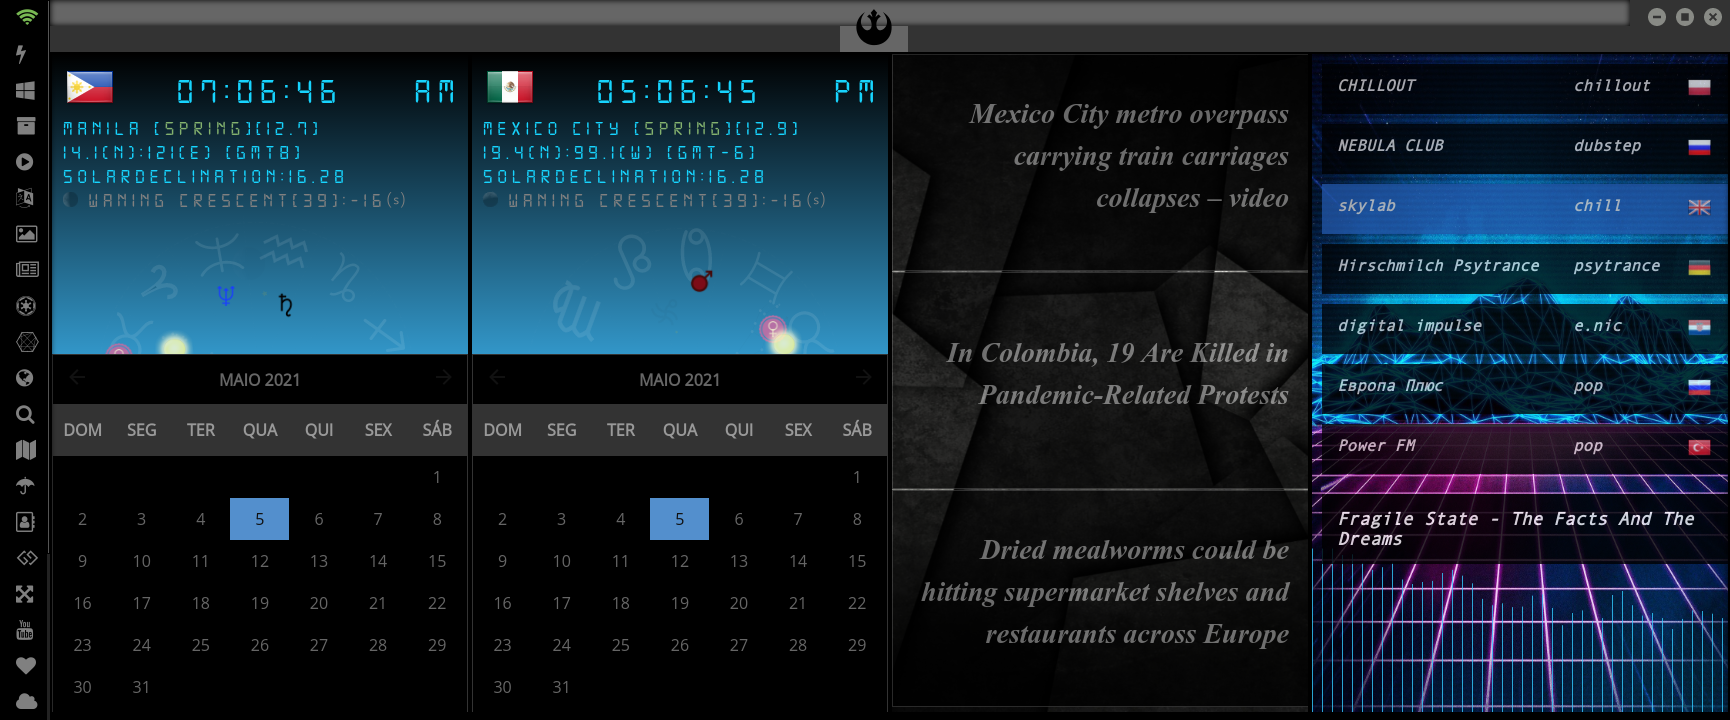 07:06:46 AM
MANILA [SPRING][12.7]
14.1(N):121(E) [GMT8]
SOLARDECLINATION:16.28
WANING CRESCENT[39]:-16(s)
MAIO 2021
DOM SEG TER QUA QUI SEX SÁB
1
2 3 4 5 6 7 8
9 10 11 12 13 14 15
16 17 18 19 20 21 22
23 24 25 26 27 28 29
30 31
05:06:45 PM
MEXICO CITY [SPRING][12.9]
19.4(N):99.1(W) [GMT-6]
SOLARDECLINATION:16.28
WANING CRESCENT[39]:-16(s)
MAIO 2021
DOM SEG TER QUA QUI SEX SÁB
1
2 3 4 5 6 7 8
9 10 11 12 13 14 15
16 17 18 19 20 21 22
23 24 25 26 27 28 29
30 31
Mexico City metro overpass
carrying train carriages
collapses – video
In Colombia, 19 Are Killed in
Pandemic-Related Protests
Dried mealworms could be
hitting supermarket shelves and
restaurants across Europe
CHILLOUT chillout
NEBULA CLUB dubstep
skylab chill
Hirschmilch Psytrance psytrance
digital impulse e.nic
Европа Плюс pop
Power FM pop
Fragile State - The Facts And The
Dreams
You
Tube